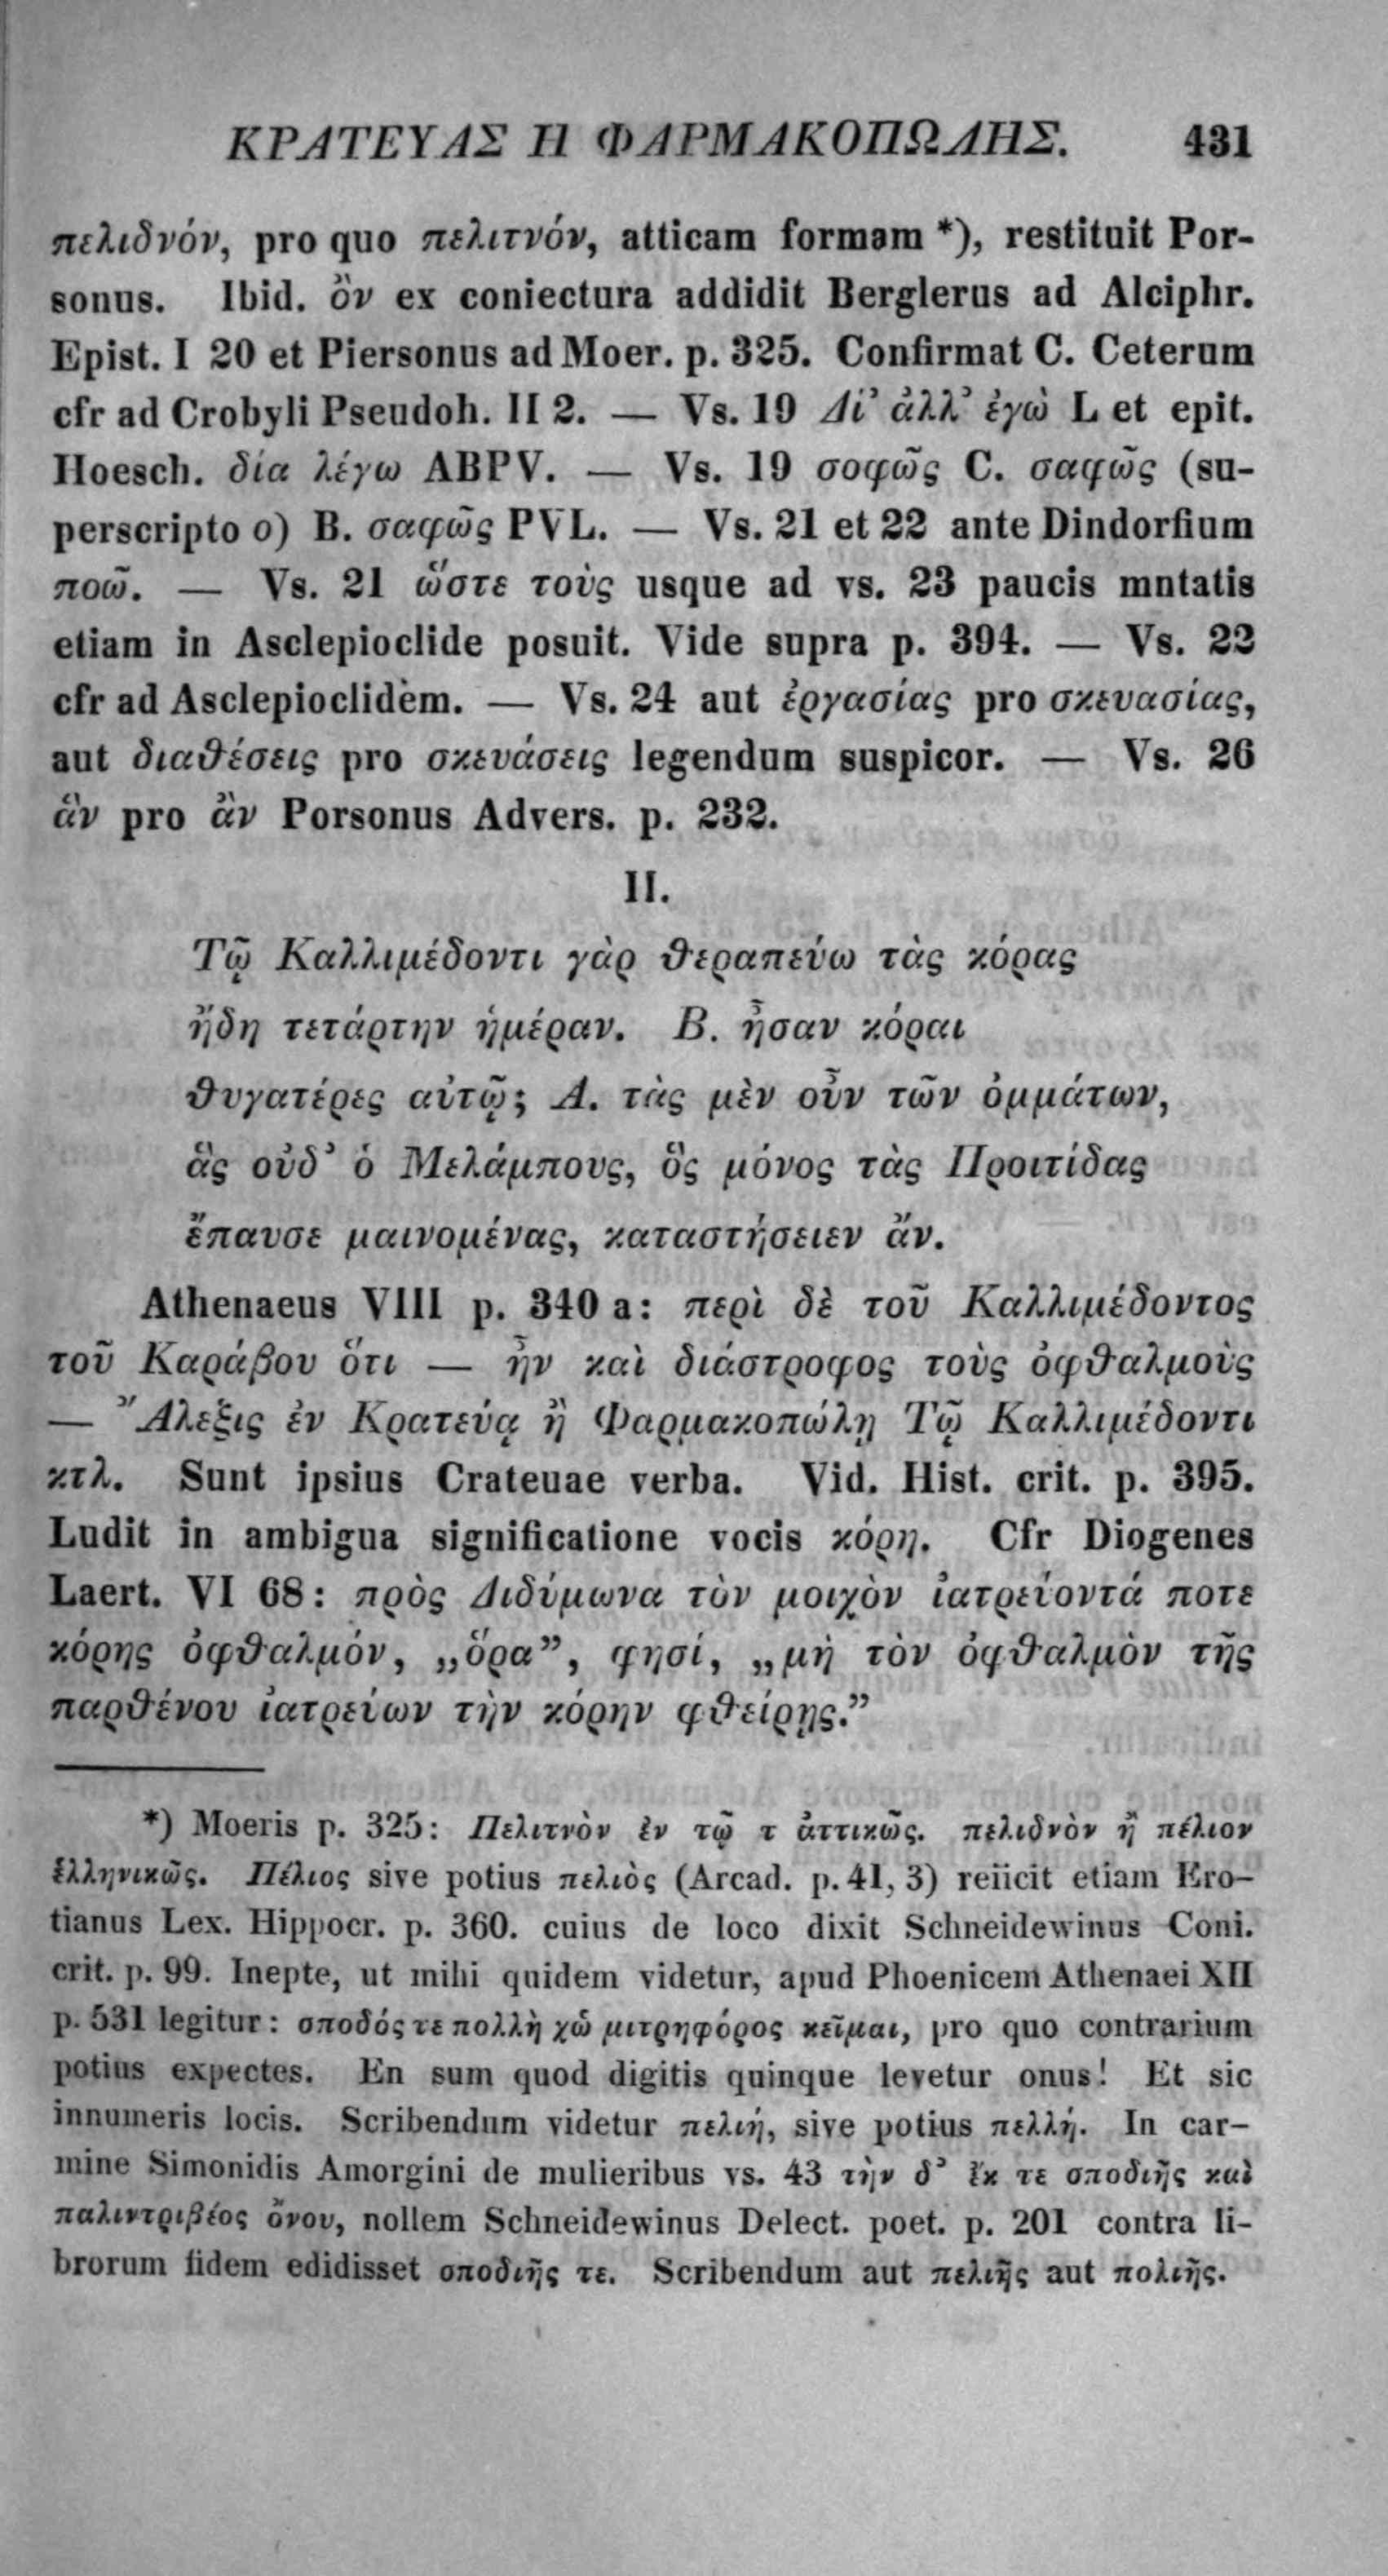 ΚΡΑΤΕΥΑΣ Η ΦΑΡΜΑΚΟΠΩΛΗΣ. 431
πελιδνόν, pro quo πελιτνόν, atticam formam *), restituit Por-
sonus. Ibid. ὂν ex coniectura addidit Berglerus ad Alciphr.
Epist. I 20 et Piersonus ad Moer. p. 325. Confirmat C. Ceterum
cfr ad Crobyli Pseudoh. II 2. — Vs. 19 Δί’ ἀλλ’ ἐγὼ L et epit.
Hoesch. δία λέγω ABPV. — Vs. 19 σοφῶς C. σαφῶς (su-
perscripto o) B. σαφῶς PVL. — Vs. 21 et 22 ante Dindorfium
ποιῶ. — Vs. 21 ὥστε τοὺς usque ad vs. 23 paucis mutatis
etiam in Asclepioclide posuit. Vide supra p. 394. — Vs. 22
cfr ad Asclepioclidem. — Vs. 24 aut ἐργασίας pro σκευασίας,
aut διαθέσεις pro σκευάσεις legendum suspicor. — Vs. 26
ἅν pro ἂν Porsonus Advers. p. 232.
II.
Τῷ Καλλιμέδοντι γὰρ θεραπεύω τὰς κόρας
ἤδη τετάρτην ἡμέραν. B. ἦσαν κόραι
θυγατέρες αὐτῷ; A. τὰς μὲν οὖν τῶν ὀμμάτων,
ἃς οὐδ’ ὁ Μελάμπους, ὃς μόνος τὰς Προιτίδας
ἔπαυσε μαινομένας, καταστήσειεν ἄν.
Athenaeus VIII p. 340 a: περὶ δὲ τοῦ Καλλιμέδοντος
τοῦ Καράβου ὅτι — ἦν καὶ διάστροφος τοὺς ὀφθαλμοὺς
— Ἄλεξις ἐν Κρατεύᾳ ἢ Φαρμακοπώλῃ Τῷ Καλλιμέδοντι
κτλ. Sunt ipsius Crateuae verba. Vid. Hist. crit. p. 395.
Ludit in ambigua significatione vocis κόρη. Cfr Diogenes
Laert. VI 68: πρὸς Διδύμωνα τὸν μοιχὸν ἰατρεύοντά ποτε
κόρης ὀφθαλμόν, „ὅρα”, φησί, „μὴ τὸν ὀφθαλμὸν τῆς
παρθένου ἰατρεύων τὴν κόρην φθείρῃς.”
*) Moeris p. 325: Πελιτνὸν ἐν τῷ τ ἀττικῶς. πελιδνὸν ἢ πέλιον
ἑλληνικῶς. Πέλιος sive potius πελιὸς (Arcad. p. 41, 3) reiicit etiam Ero-
tianus Lex. Hippocr. p. 360. cuius de loco dixit Schneidewinus Coni.
crit. p. 99. Inepte, ut mihi quidem videtur, apud Phoenicem Athenaei XII
p. 531 legitur: σποδός τε πολλὴ χὠ μιτρηφόρος κεῖμαι, pro quo contrarium
potius expectes. En sum quod digitis quinque levetur onus! Et sic
innumeris locis. Scribendum videtur πελιή, sive potius πελλή. In car-
mine Simonidis Amorgini de mulieribus vs. 43 τὴν δ’ ἔκ τε σποδιῆς καὶ
παλιντριβέος ὄνου, nollem Schneidewinus Delect. poet. p. 201 contra li-
brorum fidem edidisset σποδιῆς τε. Scribendum aut πελιῆς aut πολιῆς.